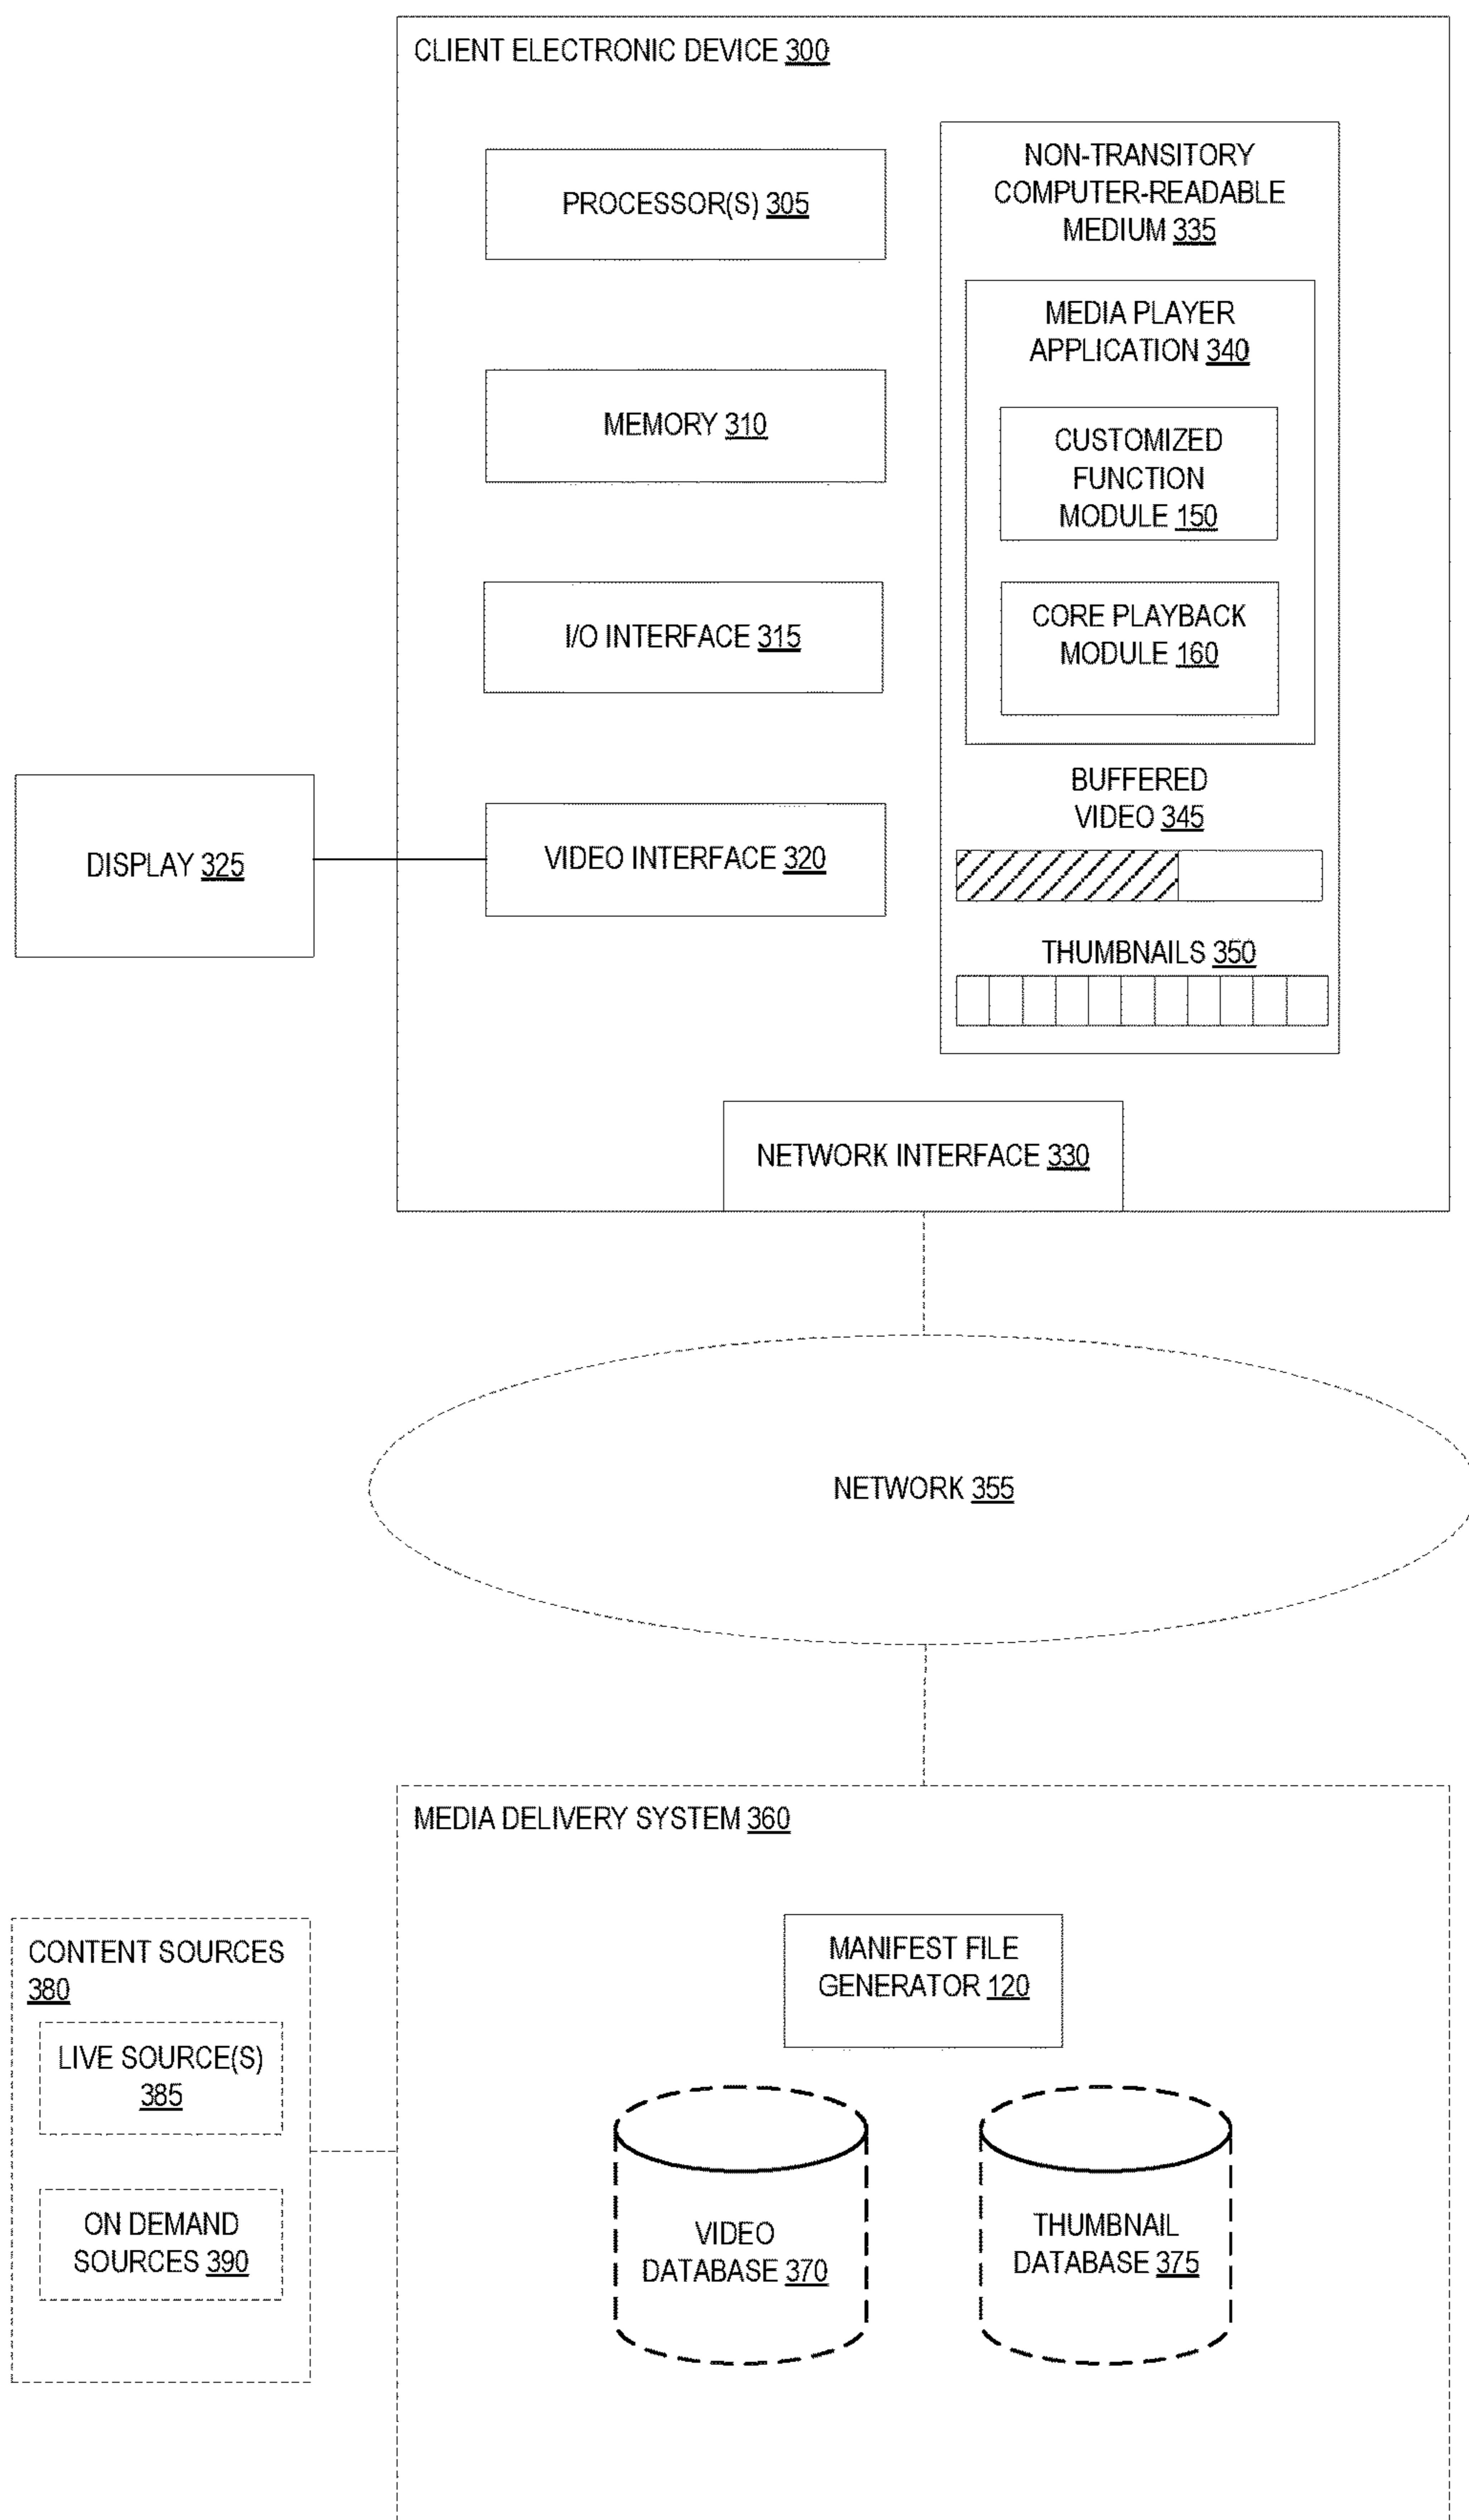 CLIENT ELECTRONIC DEVICE 300
PROCESSOR(S) 305
MEMORY 310
I/O INTERFACE 315
VIDEO INTERFACE 320
DISPLAY 325
NON-TRANSITORY
COMPUTER-READABLE
MEDIUM 335
MEDIA PLAYER
APPLICATION 340
CUSTOMIZED
FUNCTION
MODULE 150
CORE PLAYBACK
MODULE 160
BUFFERED
VIDEO 345
THUMBNAILS 350
NETWORK INTERFACE 330
NETWORK 355
MEDIA DELIVERY SYSTEM 360
MANIFEST FILE
GENERATOR 120
CONTENT SOURCES
380
LIVE SOURCE(S)
385
ON DEMAND
SOURCES 390
VIDEO
DATABASE 370
THUMBNAIL
DATABASE 375